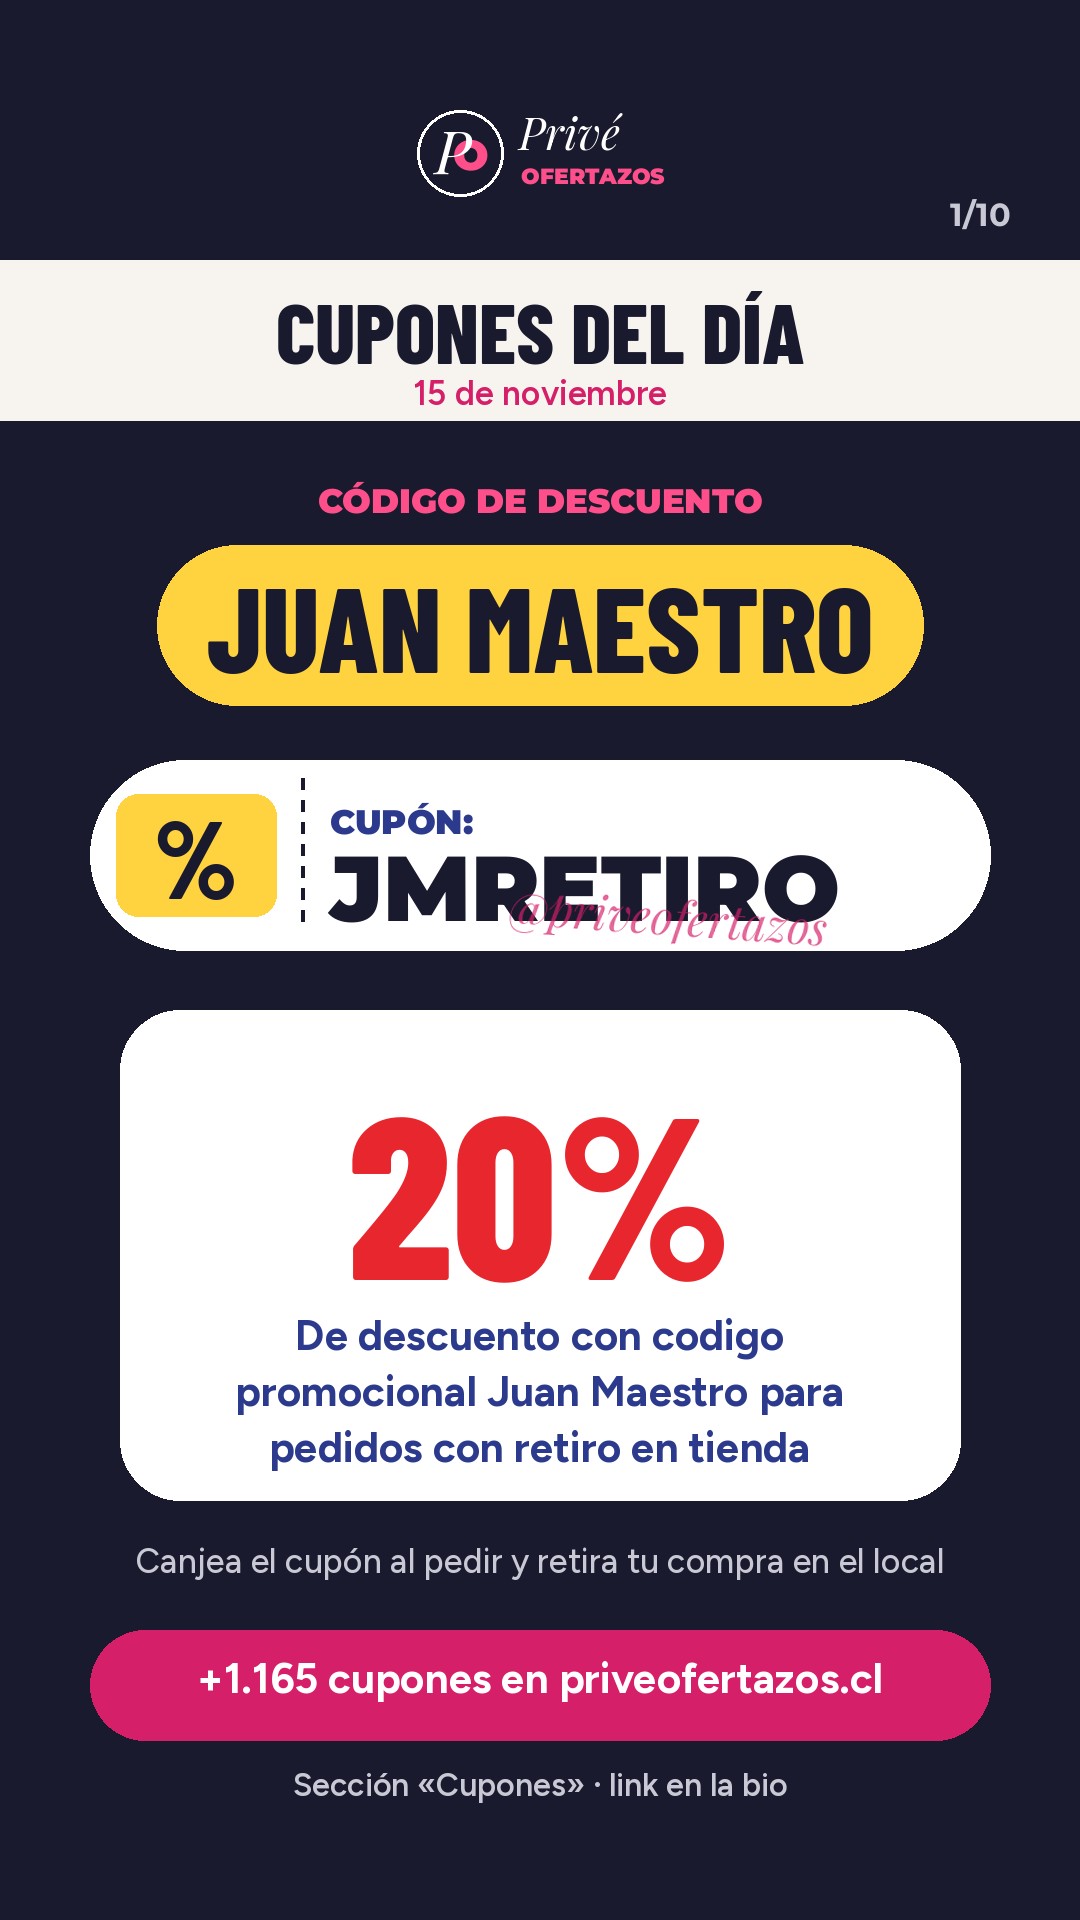 Po
Privé
OFERTAZOS
1/10
CUPONES DEL DÍA
15 de noviembre
CÓDIGO DE DESCUENTO
JUAN MAESTRO
%
CUPÓN:
JMRETIRO
@priveofertazos
20%
De descuento con codigo
promocional Juan Maestro para
pedidos con retiro en tienda
Canjea el cupón al pedir y retira tu compra en el local
+1.165 cupones en priveofertazos.cl
Sección «Cupones» · link en la bio